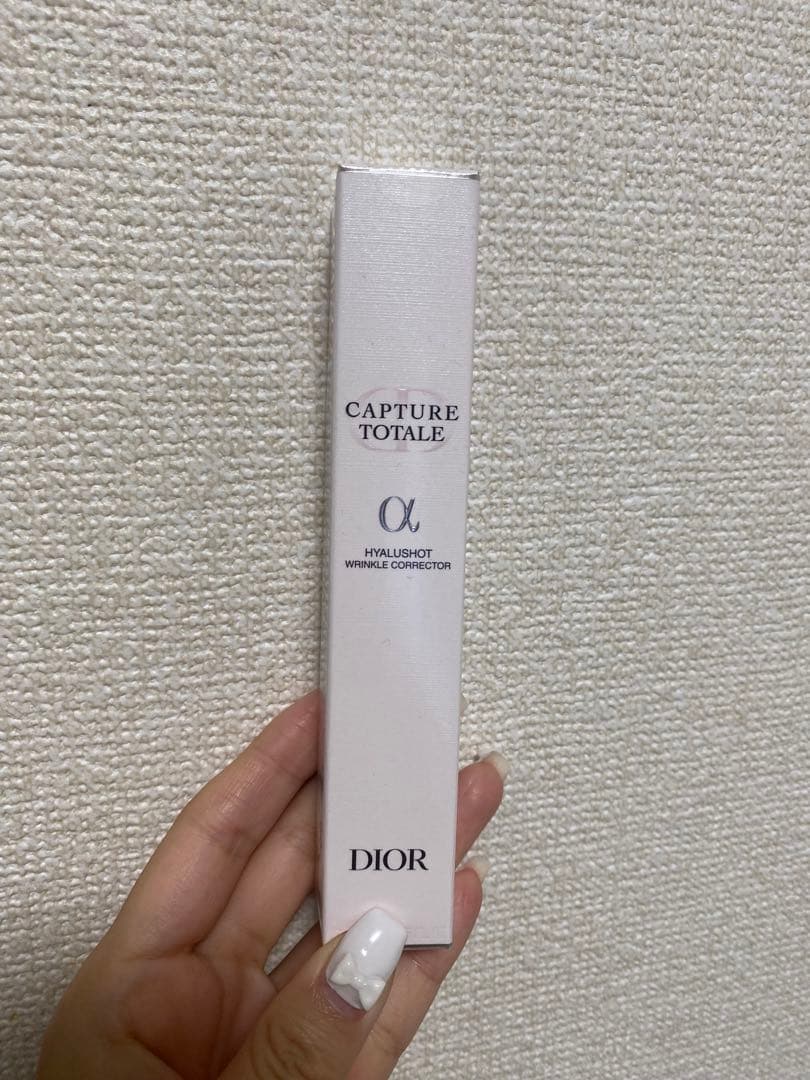 CAPTURE
TOTALE
α
HYALUSHOT
WRINKLE CORRECTOR
DIOR